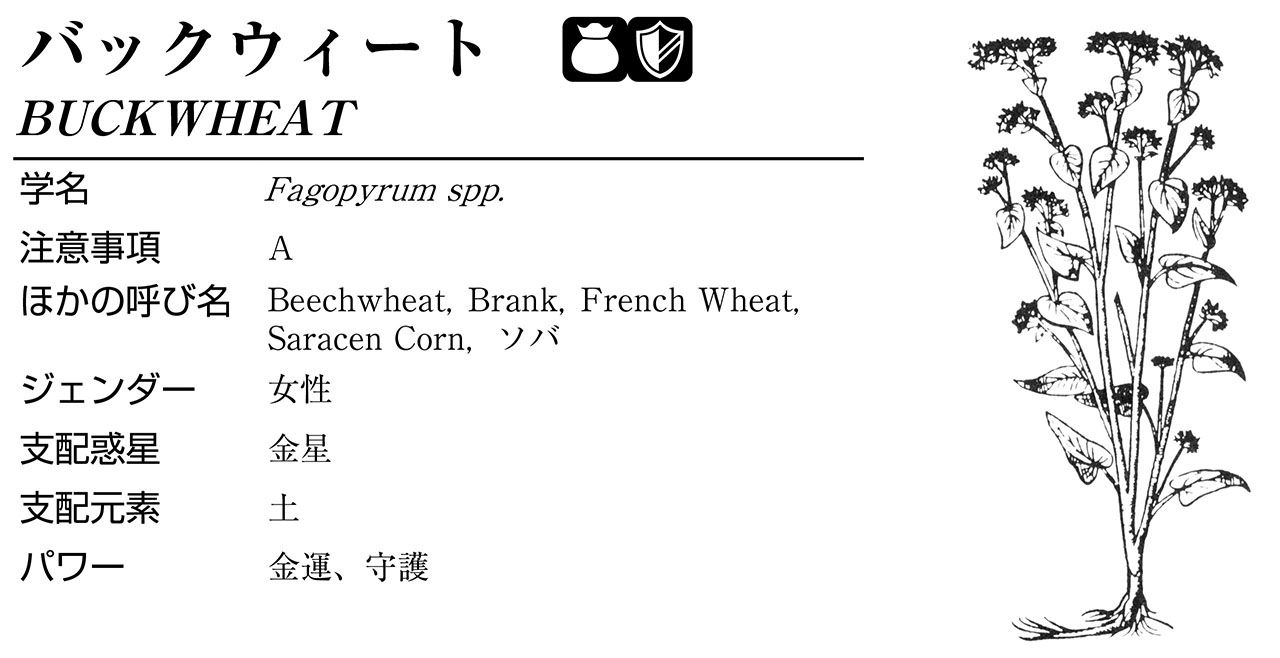 バックウィート
BUCKWHEAT
学名 Fagopyrum spp.
注意事項 A
ほかの呼び名 Beechwheat, Brank, French Wheat,
Saracen Corn, ソバ
ジェンダー 女性
支配惑星 金星
支配元素 土
パワー 金運、守護